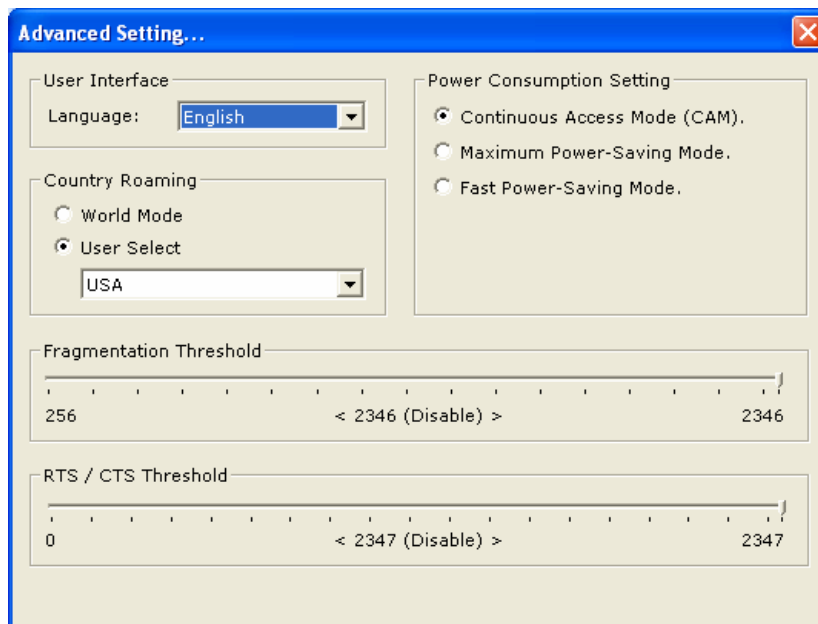 Advanced Setting...
User Interface
Language: English
Country Roaming
World Mode
User Select
USA
Power Consumption Setting
Continuous Access Mode (CAM).
Maximum Power-Saving Mode.
Fast Power-Saving Mode.
Fragmentation Threshold
256 < 2346 (Disable) > 2346
RTS / CTS Threshold
0 < 2347 (Disable) > 2347